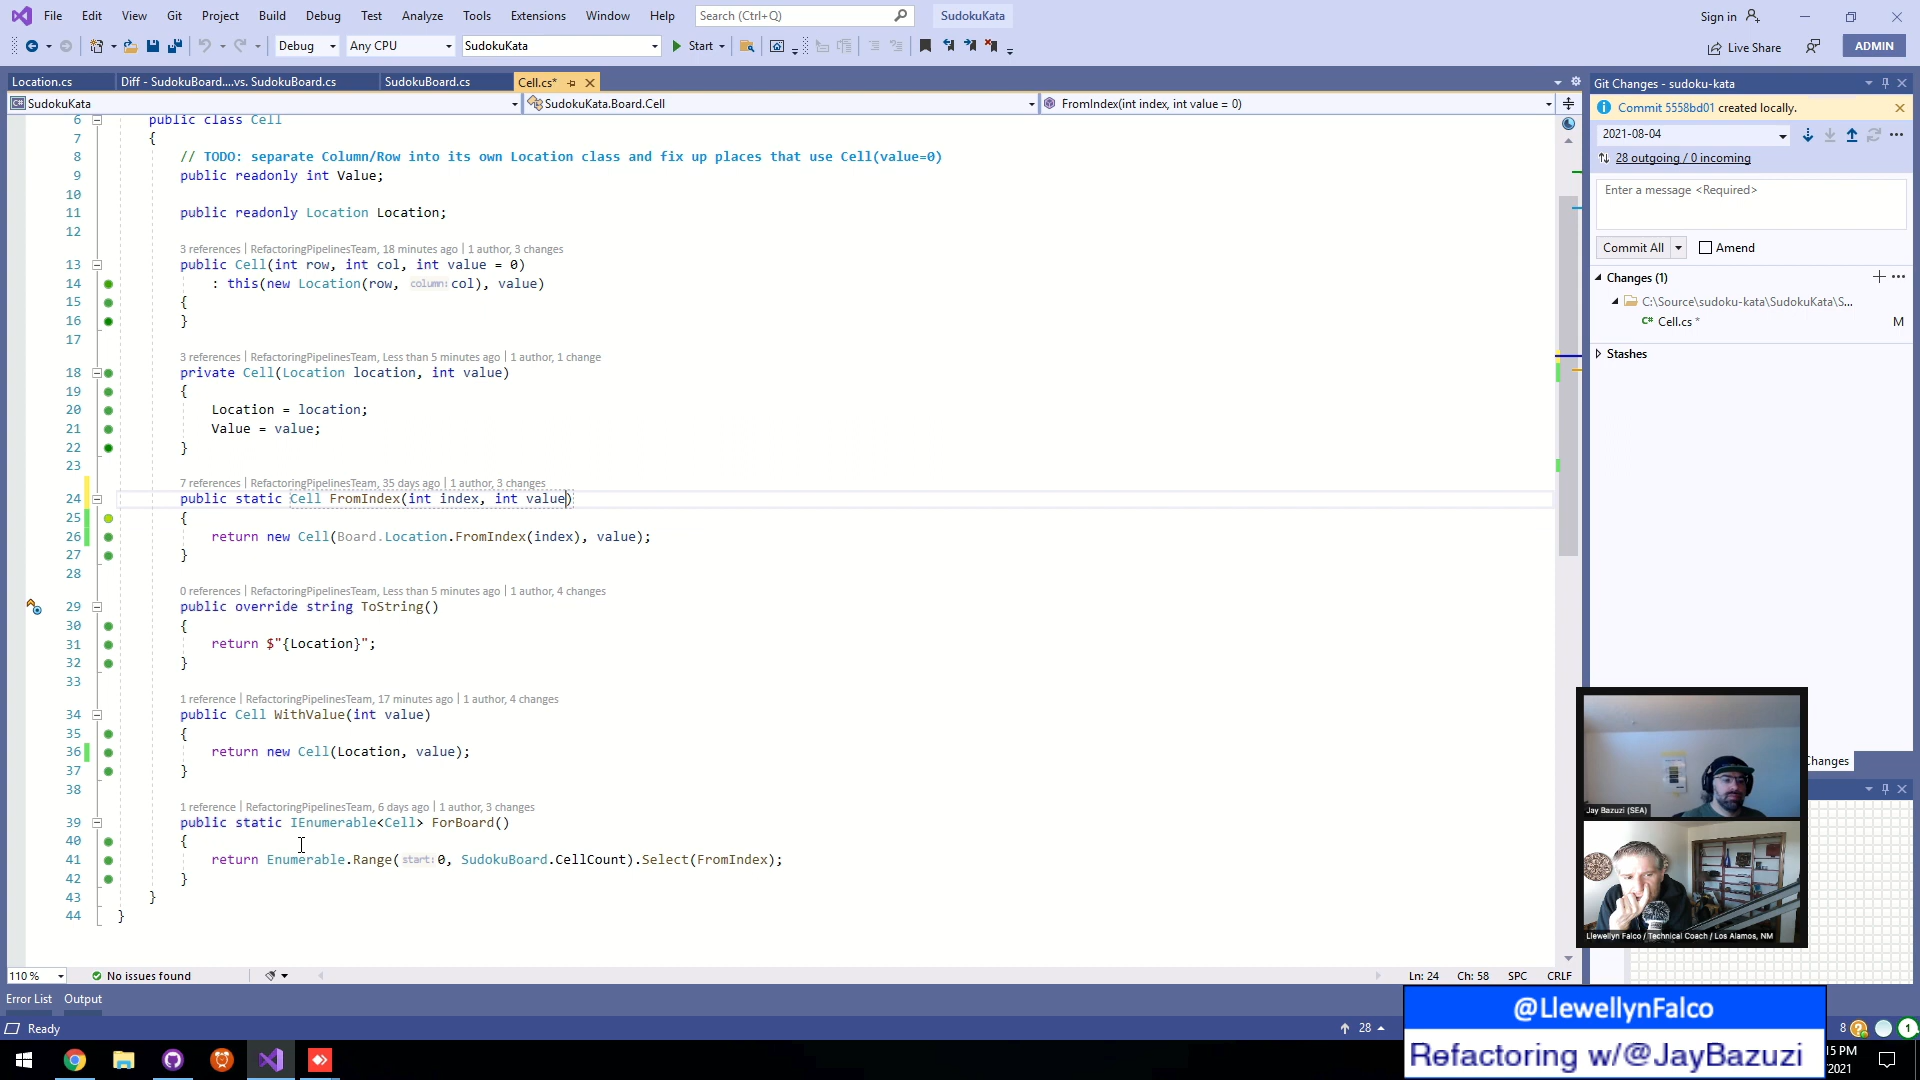 File Edit View Git Project Build Debug Test Analyze Tools Extensions Window Help Search (Ctrl+Q) SudokuKata Sign in
Debug Any CPU SudokuKata Start Live Share ADMIN
Location.cs Diff - SudokuBoard....vs. SudokuBoard.cs SudokuBoard.cs Cell.cs*
SudokuKata SudokuKata.Board.Cell FromIndex(int index, int value = 0)
6 public class Cell
7 {
8 // TODO: separate Column/Row into its own Location class and fix up places that use Cell(value=0)
9 public readonly int Value;
10
11 public readonly Location Location;
12
3 references | RefactoringPipelinesTeam, 18 minutes ago | 1 author, 3 changes
13 public Cell(int row, int col, int value = 0)
14 : this(new Location(row, column: col), value)
15 {
16 }
17
3 references | RefactoringPipelinesTeam, Less than 5 minutes ago | 1 author, 1 change
18 private Cell(Location location, int value)
19 {
20 Location = location;
21 Value = value;
22 }
23
7 references | RefactoringPipelinesTeam, 35 days ago | 1 author, 3 changes
24 public static Cell FromIndex(int index, int value)
25 {
26 return new Cell(Board.Location.FromIndex(index), value);
27 }
28
0 references | RefactoringPipelinesTeam, Less than 5 minutes ago | 1 author, 4 changes
29 public override string ToString()
30 {
31 return $"{Location}";
32 }
33
1 reference | RefactoringPipelinesTeam, 17 minutes ago | 1 author, 4 changes
34 public Cell WithValue(int value)
35 {
36 return new Cell(Location, value);
37 }
38
1 reference | RefactoringPipelinesTeam, 6 days ago | 1 author, 3 changes
39 public static IEnumerable<Cell> ForBoard()
40 {
41 return Enumerable.Range(start: 0, SudokuBoard.CellCount).Select(FromIndex);
42 }
43 }
44 }
110 % No issues found Ln: 24 Ch: 58 SPC CRLF
Error List Output
Ready 28 8 1
Git Changes - sudoku-kata
Commit 5558bd01 created locally.
2021-08-04
28 outgoing / 0 incoming
Enter a message <Required>
Commit All Amend
Changes (1)
C:\Source\sudoku-kata\SudokuKata\S...
C# Cell.cs * M
Stashes
Changes
Jay Bazuzi (SEA)
Llewellyn Falco / Technical Coach / Los Alamos, NM
@LlewellynFalco
Refactoring w/@JayBazuzi
15 PM
2021